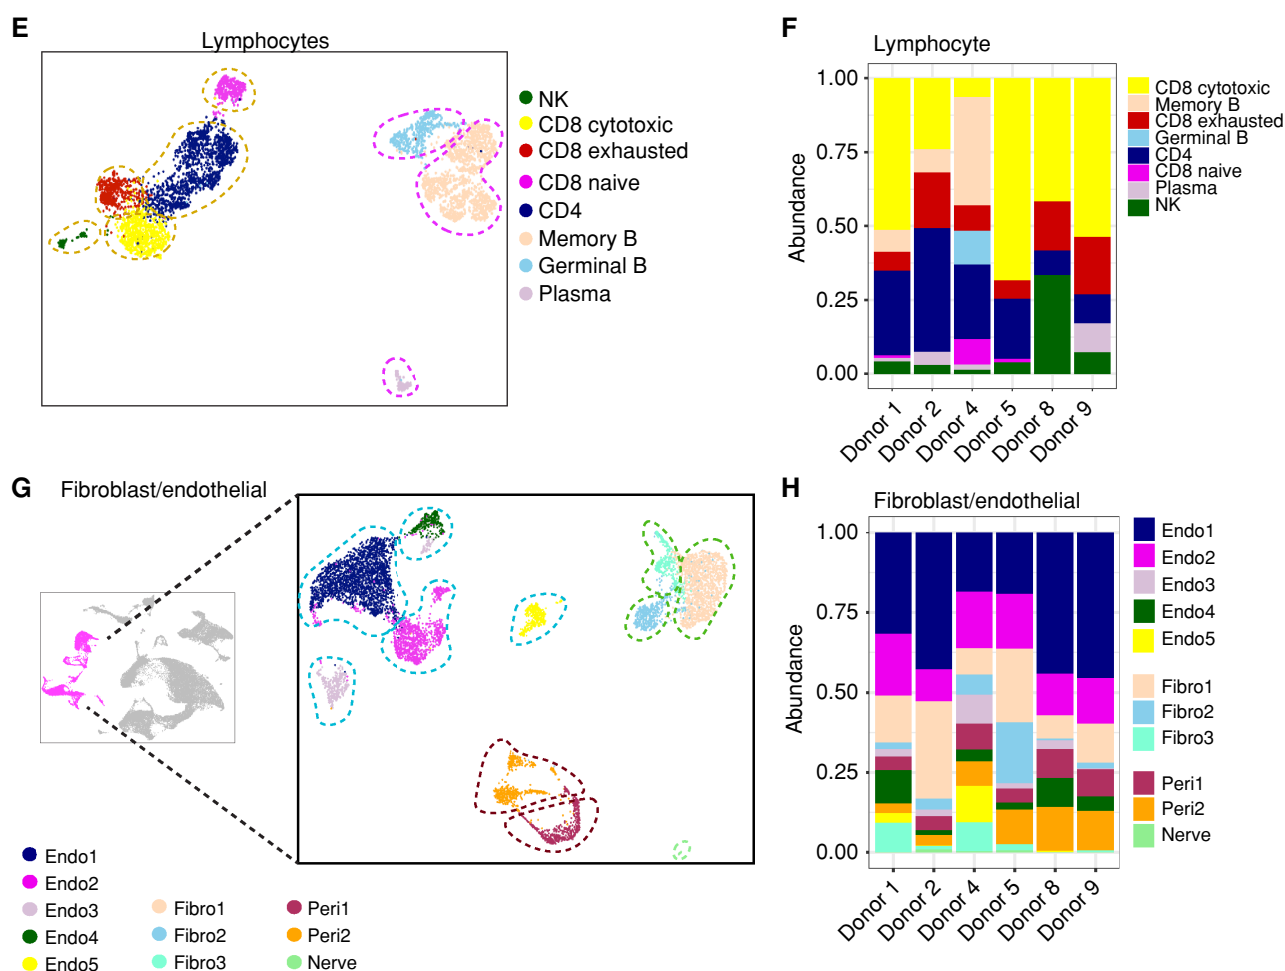 E
Lymphocytes
NK
CD8 cytotoxic
CD8 exhausted
CD8 naive
CD4
Memory B
Germinal B
Plasma
F
Lymphocyte
Abundance
1.00
0.75
0.50
0.25
0.00
Donor 1
Donor 2
Donor 4
Donor 5
Donor 8
Donor 9
CD8 cytotoxic
Memory B
CD8 exhausted
Germinal B
CD4
CD8 naive
Plasma
NK
G
Fibroblast/endothelial
Endo1
Endo2
Endo3
Endo4
Endo5
Fibro1
Fibro2
Fibro3
Peri1
Peri2
Nerve
H
Fibroblast/endothelial
Abundance
1.00
0.75
0.50
0.25
0.00
Donor 1
Donor 2
Donor 4
Donor 5
Donor 8
Donor 9
Endo1
Endo2
Endo3
Endo4
Endo5
Fibro1
Fibro2
Fibro3
Peri1
Peri2
Nerve